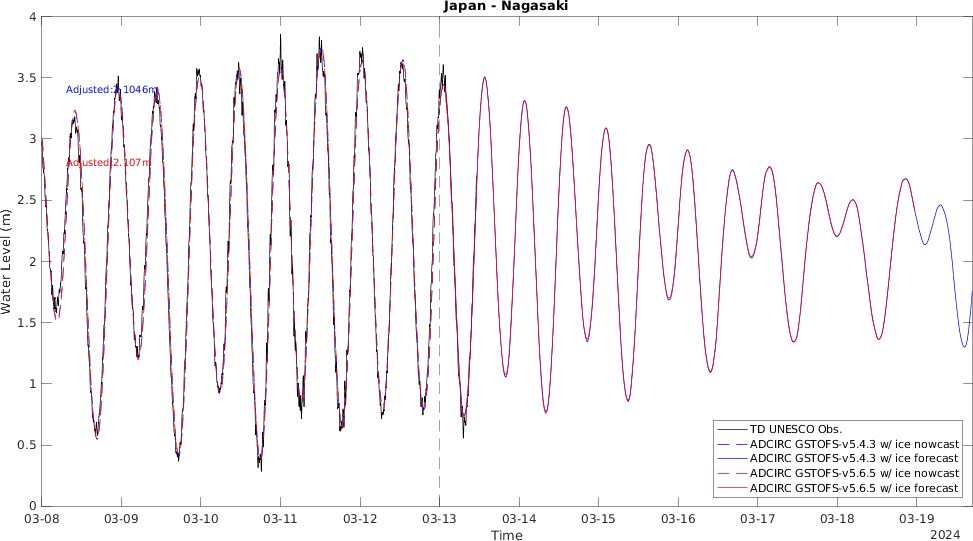 Japan - Nagasaki
Water Level (m)
4
3.5
3
2.5
2
1.5
1
0.5
0
Adjusted:2.1046m
Adjusted:2.107m
TD UNESCO Obs.
ADCIRC GSTOFS-v5.4.3 w/ ice nowcast
ADCIRC GSTOFS-v5.4.3 w/ ice forecast
ADCIRC GSTOFS-v5.6.5 w/ ice nowcast
ADCIRC GSTOFS-v5.6.5 w/ ice forecast
03-08 03-09 03-10 03-11 03-12 03-13 03-14 03-15 03-16 03-17 03-18 03-19
Time
2024